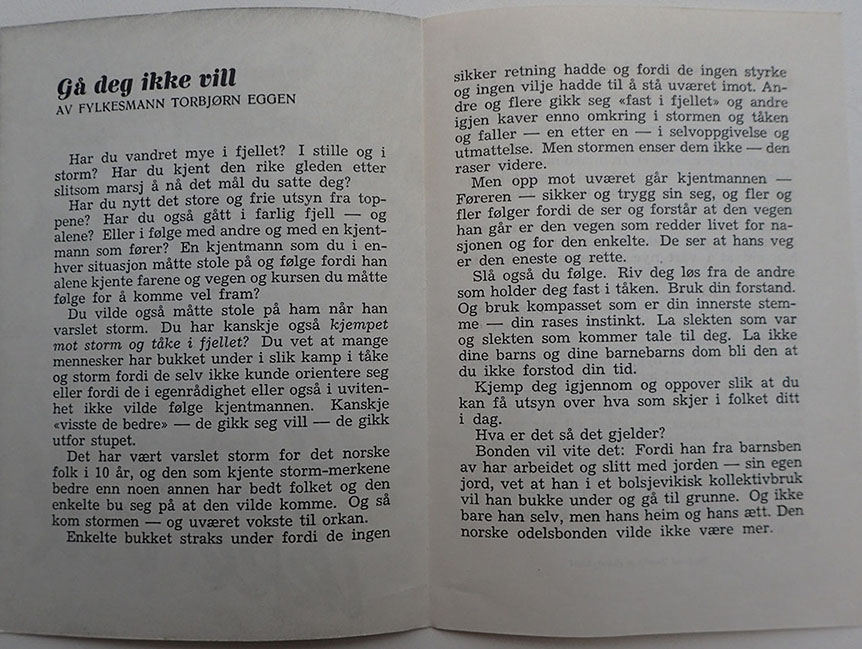 Gå deg ikke vill
AV FYLKESMANN TORBJØRN EGGEN
Har du vandret mye i fjellet? I stille og i
storm? Har du kjent den rike gleden etter
slitsom marsj å nå det mål du satte deg?
Har du nytt det store og frie utsyn fra top-
pene? Har du også gått i farlig fjell — og
alene? Eller i følge med andre og med en kjent-
mann som fører? En kjentmann som du i en-
hver situasjon måtte stole på og følge fordi han
alene kjente farene og vegen og kursen du måtte
følge for å komme vel fram?
Du vilde også måtte stole på ham når han
varslet storm. Du har kanskje også kjempet
mot storm og tåke i fjellet? Du vet at mange
mennesker har bukket under i slik kamp i tåke
og storm fordi de selv ikke kunde orientere seg
eller fordi de i egenrådighet eller også i uviten-
het ikke vilde følge kjentmannen. Kanskje
«visste de bedre» — de gikk seg vill — de gikk
utfor stupet.
Det har vært varslet storm for det norske
folk i 10 år, og den som kjente storm-merkene
bedre enn noen annen har bedt folket og den
enkelte bu seg på at den vilde komme. Og så
kom stormen — og uværet vokste til orkan.
Enkelte bukket straks under fordi de ingen
sikker retning hadde og fordi de ingen styrke
og ingen vilje hadde til å stå uværet imot. An-
dre og flere gikk seg «fast i fjellet» og andre
igjen kaver enno omkring i stormen og tåken
og faller — en etter en — i selvoppgivelse og
utmattelse. Men stormen enser dem ikke — den
raser videre.
Men opp mot uværet går kjentmannen —
Føreren — sikker og trygg sin seg, og fler og
fler følger fordi de ser og forstår at den vegen
han går er den vegen som redder livet for na-
sjonen og for den enkelte. De ser at hans veg
er den eneste og rette.
Slå også du følge. Riv deg løs fra de andre
som holder deg fast i tåken. Bruk din forstand.
Og bruk kompasset som er din innerste stem-
me — din rases instinkt. La slekten som var
og slekten som kommer tale til deg. La ikke
dine barns og dine barnebarns dom bli den at
du ikke forstod din tid.
Kjemp deg igjennom og oppover slik at du
kan få utsyn over hva som skjer i folket ditt
i dag.
Hva er det så det gjelder?
Bonden vil vite det: Fordi han fra barnsben
av har arbeidet og slitt med jorden — sin egen
jord, vet at han i et bolsjevikisk kollektivbruk
vil han bukke under og gå til grunne. Og ikke
bare han selv, men hans heim og hans ætt. Den
norske odelsbonden vilde ikke være mer.